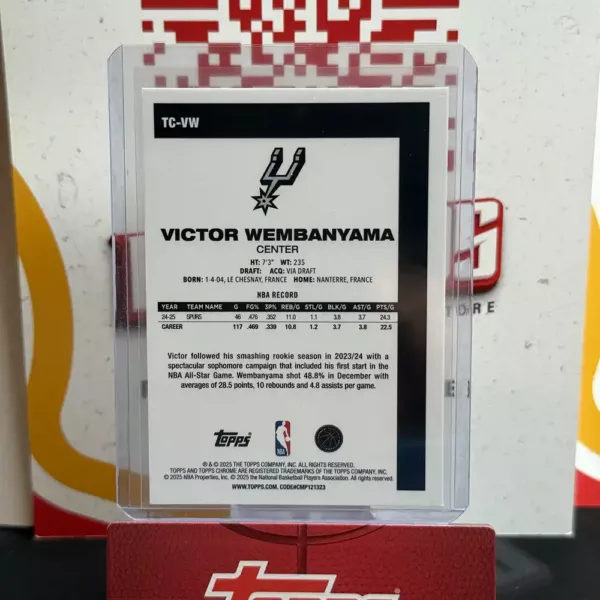 TC-VW
VICTOR WEMBANYAMA
CENTER
HT: 7'3" WT: 235
DRAFT: ACQ: VIA DRAFT
BORN: 1-4-04, LE CHESNAY, FRANCE HOME: NANTERRE, FRANCE
NBA RECORD
YEAR TEAM NAME G FG% 3P% REB/G STL/G BLK/G AST/G PTS/G
24-25 SPURS 46 .476 .352 11.0 1.1 3.8 3.7 24.3
CAREER 117 .469 .339 10.8 1.2 3.7 3.8 22.5
Victor followed his smashing rookie season in 2023/24 with a
spectacular sophomore campaign that included his first start in the
NBA All-Star Game. Wembanyama shot 48.8% in December with
averages of 28.5 points, 10 rebounds and 4.8 assists per game.
Topps
NBA
® & © 2025 THE TOPPS COMPANY, INC. ALL RIGHTS RESERVED.
TOPPS AND TOPPS CHROME ARE REGISTERED TRADEMARKS OF THE TOPPS COMPANY, INC.
© 2025 NBA Properties, Inc. © 2025 the National Basketball Players Association. All rights reserved.
WWW.TOPPS.COM. CODE#CMP121323
TOPPS